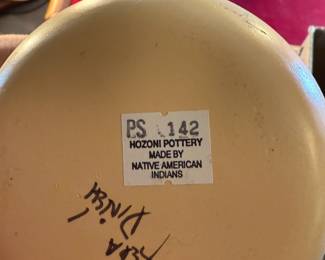 PS 142
HOZONI POTTERY
MADE BY
NATIVE AMERICAN
INDIANS